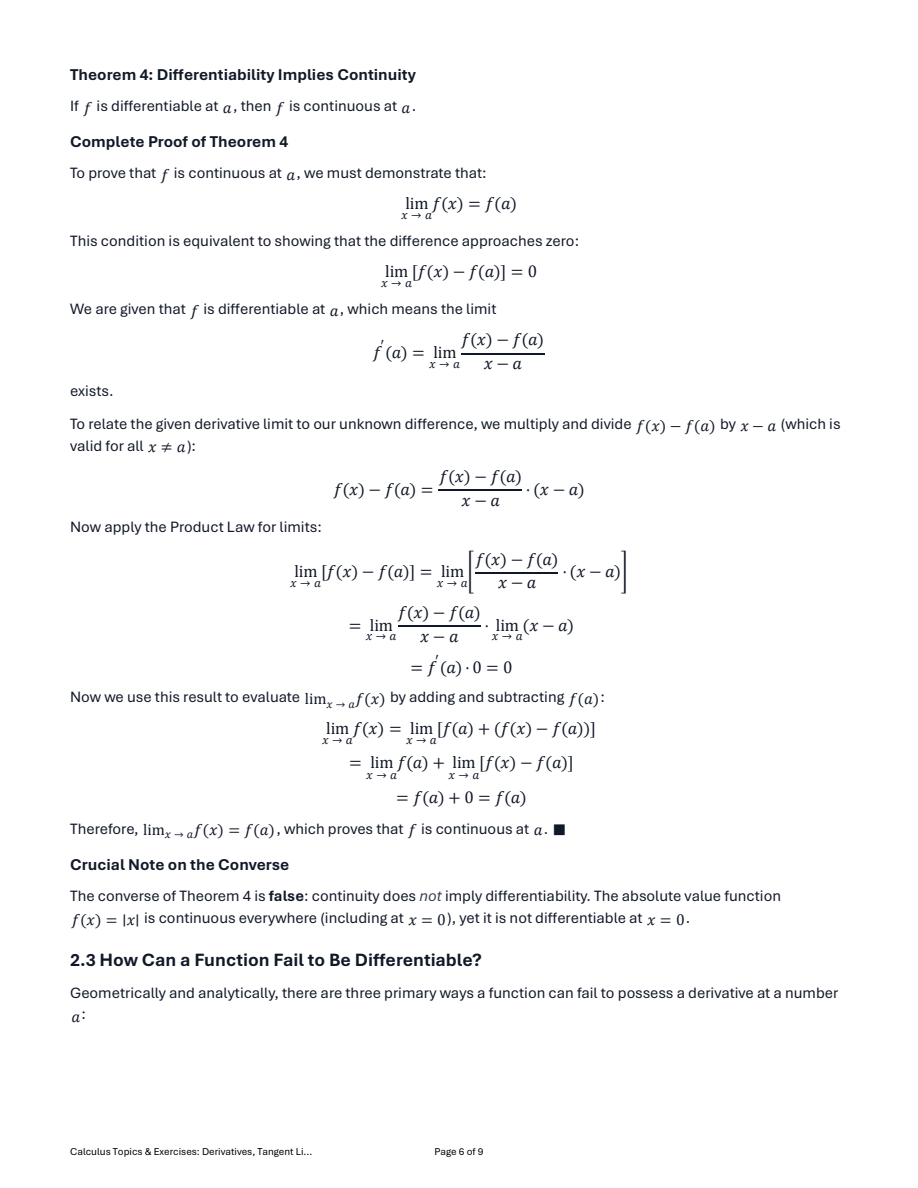 Theorem 4: Differentiability Implies Continuity
If f is differentiable at a, then f is continuous at a.
Complete Proof of Theorem 4
To prove that f is continuous at a, we must demonstrate that:
lim_{x → a} f(x) = f(a)
This condition is equivalent to showing that the difference approaches zero:
lim_{x → a} [f(x) − f(a)] = 0
We are given that f is differentiable at a, which means the limit
f′(a) = lim_{x → a} \frac{f(x) − f(a)}{x − a}
exists.
To relate the given derivative limit to our unknown difference, we multiply and divide f(x) − f(a) by x − a (which is
valid for all x ≠ a):
f(x) − f(a) = \frac{f(x) − f(a)}{x − a} · (x − a)
Now apply the Product Law for limits:
lim_{x → a} [f(x) − f(a)] = lim_{x → a} [\frac{f(x) − f(a)}{x − a} · (x − a)]
= lim_{x → a} \frac{f(x) − f(a)}{x − a} · lim_{x → a} (x − a)
= f′(a) · 0 = 0
Now we use this result to evaluate lim_{x → a} f(x) by adding and subtracting f(a):
lim_{x → a} f(x) = lim_{x → a} [f(a) + (f(x) − f(a))]
= lim_{x → a} f(a) + lim_{x → a} [f(x) − f(a)]
= f(a) + 0 = f(a)
Therefore, lim_{x → a} f(x) = f(a), which proves that f is continuous at a. ■
Crucial Note on the Converse
The converse of Theorem 4 is false: continuity does not imply differentiability. The absolute value function
f(x) = |x| is continuous everywhere (including at x = 0), yet it is not differentiable at x = 0.
2.3 How Can a Function Fail to Be Differentiable?
Geometrically and analytically, there are three primary ways a function can fail to possess a derivative at a number
a:
Calculus Topics & Exercises: Derivatives, Tangent Li... Page 6 of 9